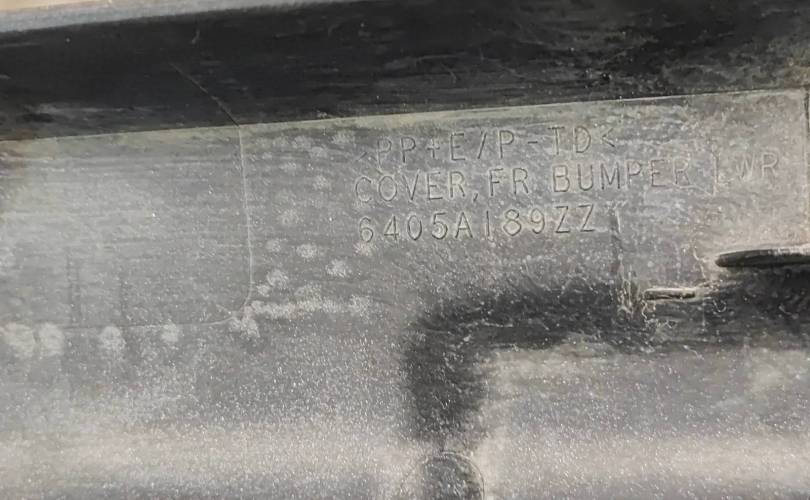 >PP+E/P-TD<
COVER, FR BUMPER LWR
6405A189ZZ